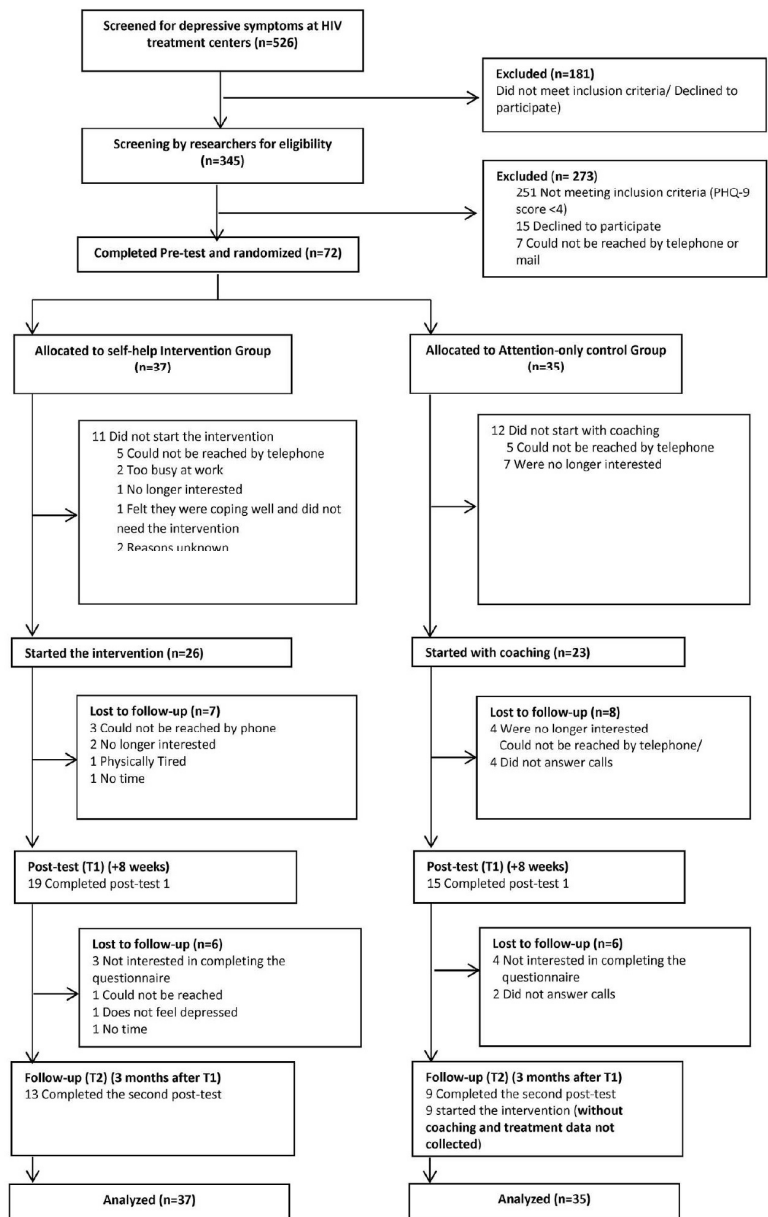 Screened for depressive symptoms at HIV
treatment centers (n=526)
Excluded (n=181)
Did not meet inclusion criteria/ Declined to
participate)
Screening by researchers for eligibility
(n=345)
Excluded (n= 273)
251 Not meeting inclusion criteria (PHQ-9
score <4)
15 Declined to participate
7 Could not be reached by telephone or
mail
Completed Pre-test and randomized (n=72)
Allocated to self-help Intervention Group
(n=37)
Allocated to Attention-only control Group
(n=35)
11 Did not start the intervention
5 Could not be reached by telephone
2 Too busy at work
1 No longer interested
1 Felt they were coping well and did not
need the intervention
2 Reasons unknown
12 Did not start with coaching
5 Could not be reached by telephone
7 Were no longer interested
Started the intervention (n=26)
Started with coaching (n=23)
Lost to follow-up (n=7)
3 Could not be reached by phone
2 No longer interested
1 Physically Tired
1 No time
Lost to follow-up (n=8)
4 Were no longer interested
Could not be reached by telephone/
4 Did not answer calls
Post-test (T1) (+8 weeks)
19 Completed post-test 1
Post-test (T1) (+8 weeks)
15 Completed post-test 1
Lost to follow-up (n=6)
3 Not interested in completing the
questionnaire
1 Could not be reached
1 Does not feel depressed
1 No time
Lost to follow-up (n=6)
4 Not interested in completing the
questionnaire
2 Did not answer calls
Follow-up (T2) (3 months after T1)
13 Completed the second post-test
Follow-up (T2) (3 months after T1)
9 Completed the second post-test
9 started the intervention (without
coaching and treatment data not
collected)
Analyzed (n=37)
Analyzed (n=35)